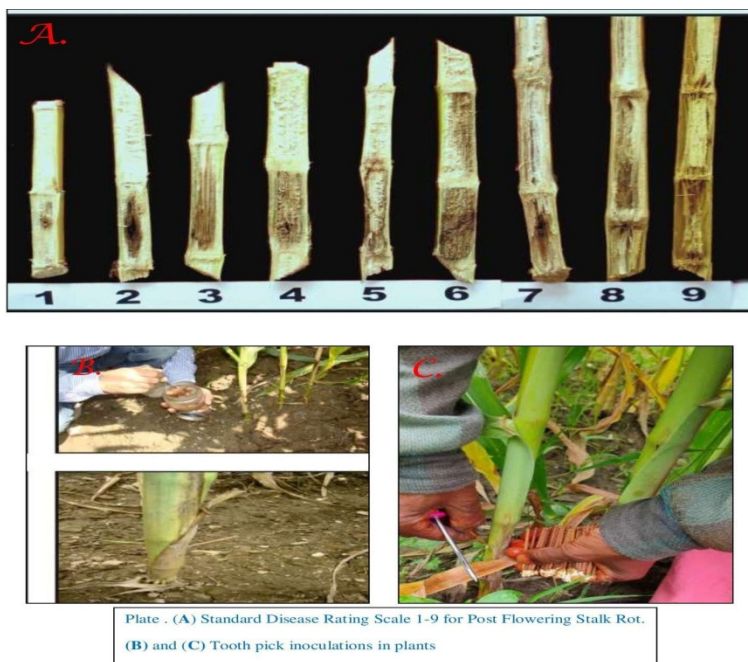 A.
1 2 3 4 5 6 7 8 9
B.
C.
Plate . (A) Standard Disease Rating Scale 1-9 for Post Flowering Stalk Rot.
(B) and (C) Tooth pick inoculations in plants